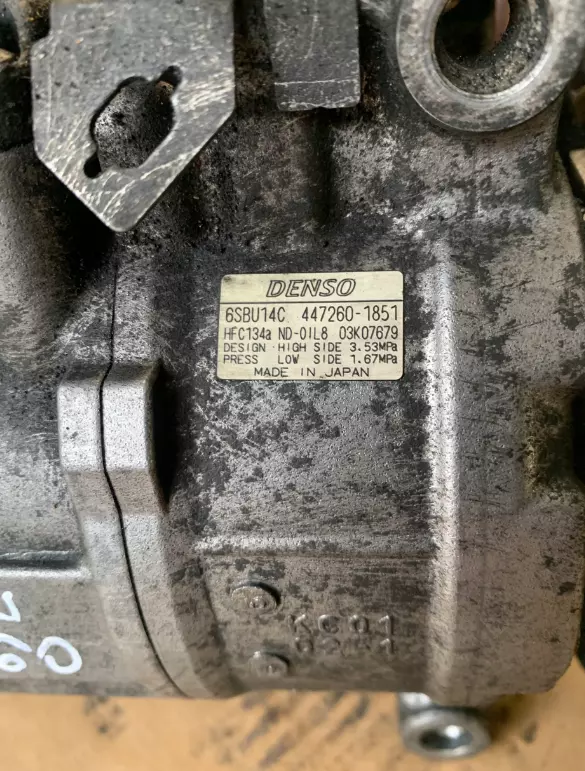 DENSO
6SBU14C 447260-1851
HFC134a ND-OIL8 03K07679
DESIGN HIGH SIDE 3.53MPa
PRESS LOW SIDE 1.67MPa
MADE IN JAPAN
KC01